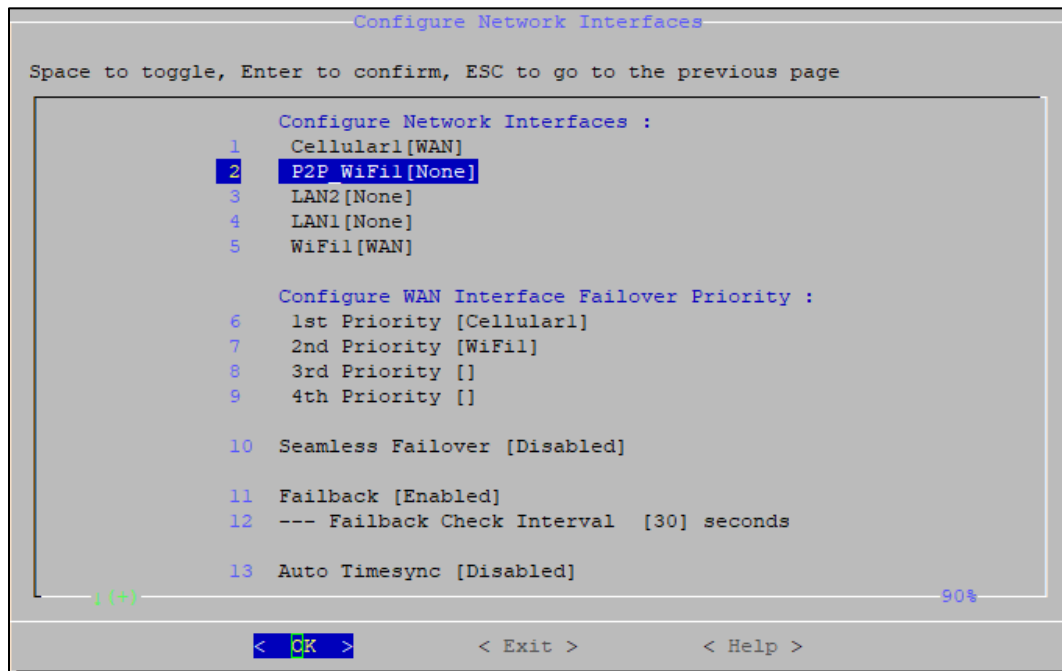 Configure Network Interfaces
Space to toggle, Enter to confirm, ESC to go to the previous page
Configure Network Interfaces :
1 Cellular1[WAN]
2 P2P_WiFi1[None]
3 LAN2[None]
4 LAN1[None]
5 WiFi1[WAN]
Configure WAN Interface Failover Priority :
6 1st Priority [Cellular1]
7 2nd Priority [WiFi1]
8 3rd Priority []
9 4th Priority []
10 Seamless Failover [Disabled]
11 Failback [Enabled]
12 --- Failback Check Interval [30] seconds
13 Auto Timesync [Disabled]
↓(+) 90%
< OK > < Exit > < Help >